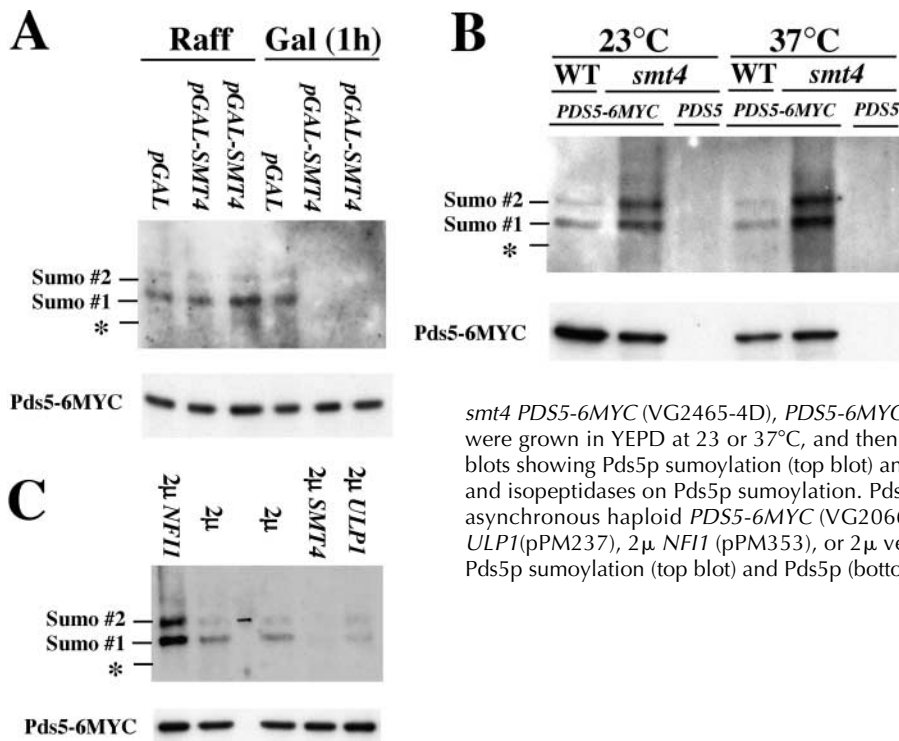 A
Raff Gal (1h)
pGAL
pGAL-SMT4
pGAL-SMT4
pGAL
pGAL-SMT4
pGAL-SMT4
Sumo #2
Sumo #1
*
Pds5-6MYC
B
23°C 37°C
WT smt4 WT smt4
PDS5-6MYC PDS5 PDS5-6MYC PDS5
Sumo #2
Sumo #1
*
Pds5-6MYC
smt4 PDS5-6MYC (VG2465-4D), PDS5-6MYC
were grown in YEPD at 23 or 37°C, and then
blots showing Pds5p sumoylation (top blot) an
and isopeptidases on Pds5p sumoylation. Pds
asynchronous haploid PDS5-6MYC (VG2066
ULP1(pPM237), 2µ NFI1 (pPM353), or 2µ ve
Pds5p sumoylation (top blot) and Pds5p (botto
C
2µ NFI1
2µ
2µ
2µ SMT4
2µ ULP1
Sumo #2
Sumo #1
*
Pds5-6MYC